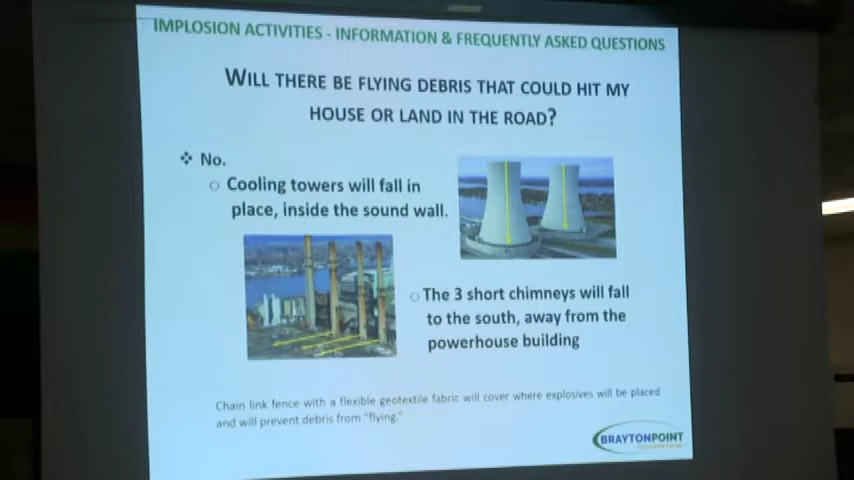 IMPLOSION ACTIVITIES - INFORMATION & FREQUENTLY ASKED QUESTIONS
WILL THERE BE FLYING DEBRIS THAT COULD HIT MY
HOUSE OR LAND IN THE ROAD?
❖ No.
○ Cooling towers will fall in
place, inside the sound wall.
○ The 3 short chimneys will fall
to the south, away from the
powerhouse building
Chain link fence with a flexible geotextile fabric will cover where explosives will be placed
and will prevent debris from "flying."
BRAYTONPOINT